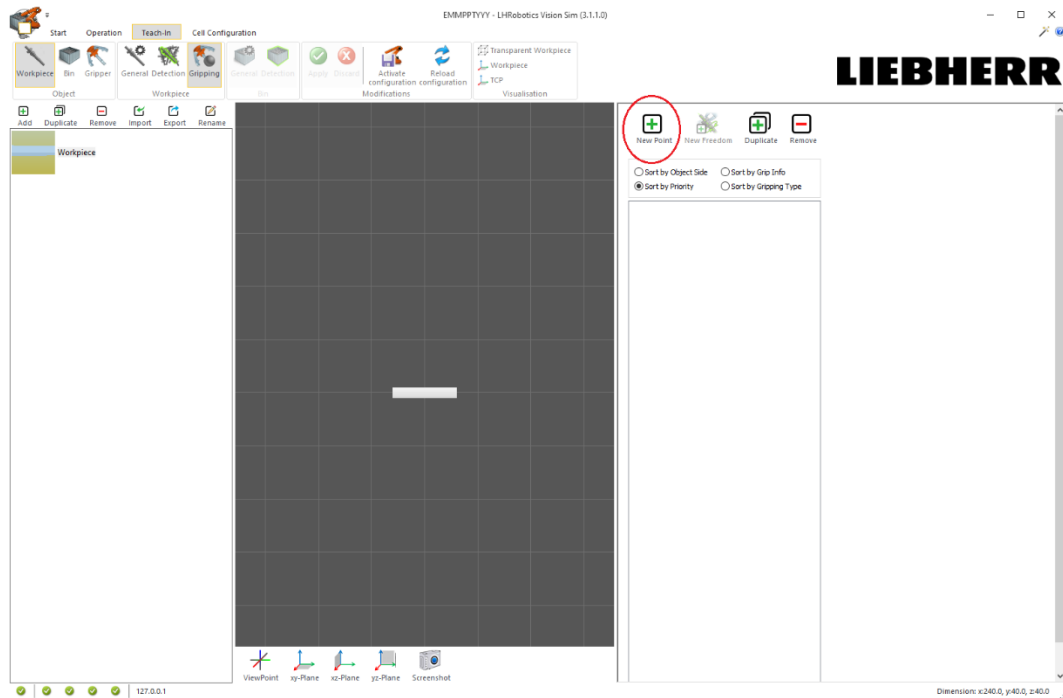 EMMPPTYYY - LHRobotics Vision Sim (3.1.1.0)
Start Operation Teach-In Cell Configuration
Workpiece Bin Gripper General Detection Gripping General Detection Apply Discard Activate configuration Reload configuration
Transparent Workpiece
Workpiece
TCP
Object Workpiece Bin Modifications Visualisation
LIEBHERR
Add Duplicate Remove Import Export Rename
Workpiece
New Point New Freedom Duplicate Remove
Sort by Object Side Sort by Grip Info
Sort by Priority Sort by Gripping Type
ViewPoint xy-Plane xz-Plane yz-Plane Screenshot
127.0.0.1
Dimension: x:240.0, y:40.0, z:40.0